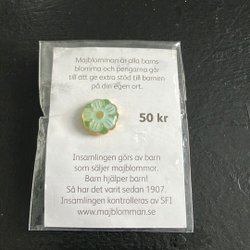 Majblomman är alla barns
blomma och pengarna går
till att ge extra stöd till barnen
på din egen ort.
50 kr
Insamlingen görs av barn
som säljer majblommor.
Barn hjälper barn!
Så har det varit sedan 1907.
Insamlingen kontrolleras av SFI
www.majblomman.se